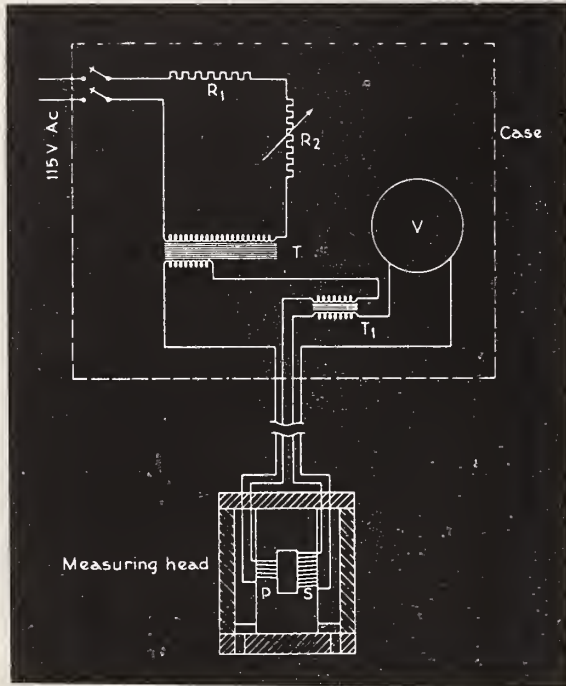 R1
R2
115 V Ac
Case
V
T
T1
Measuring head
P
S